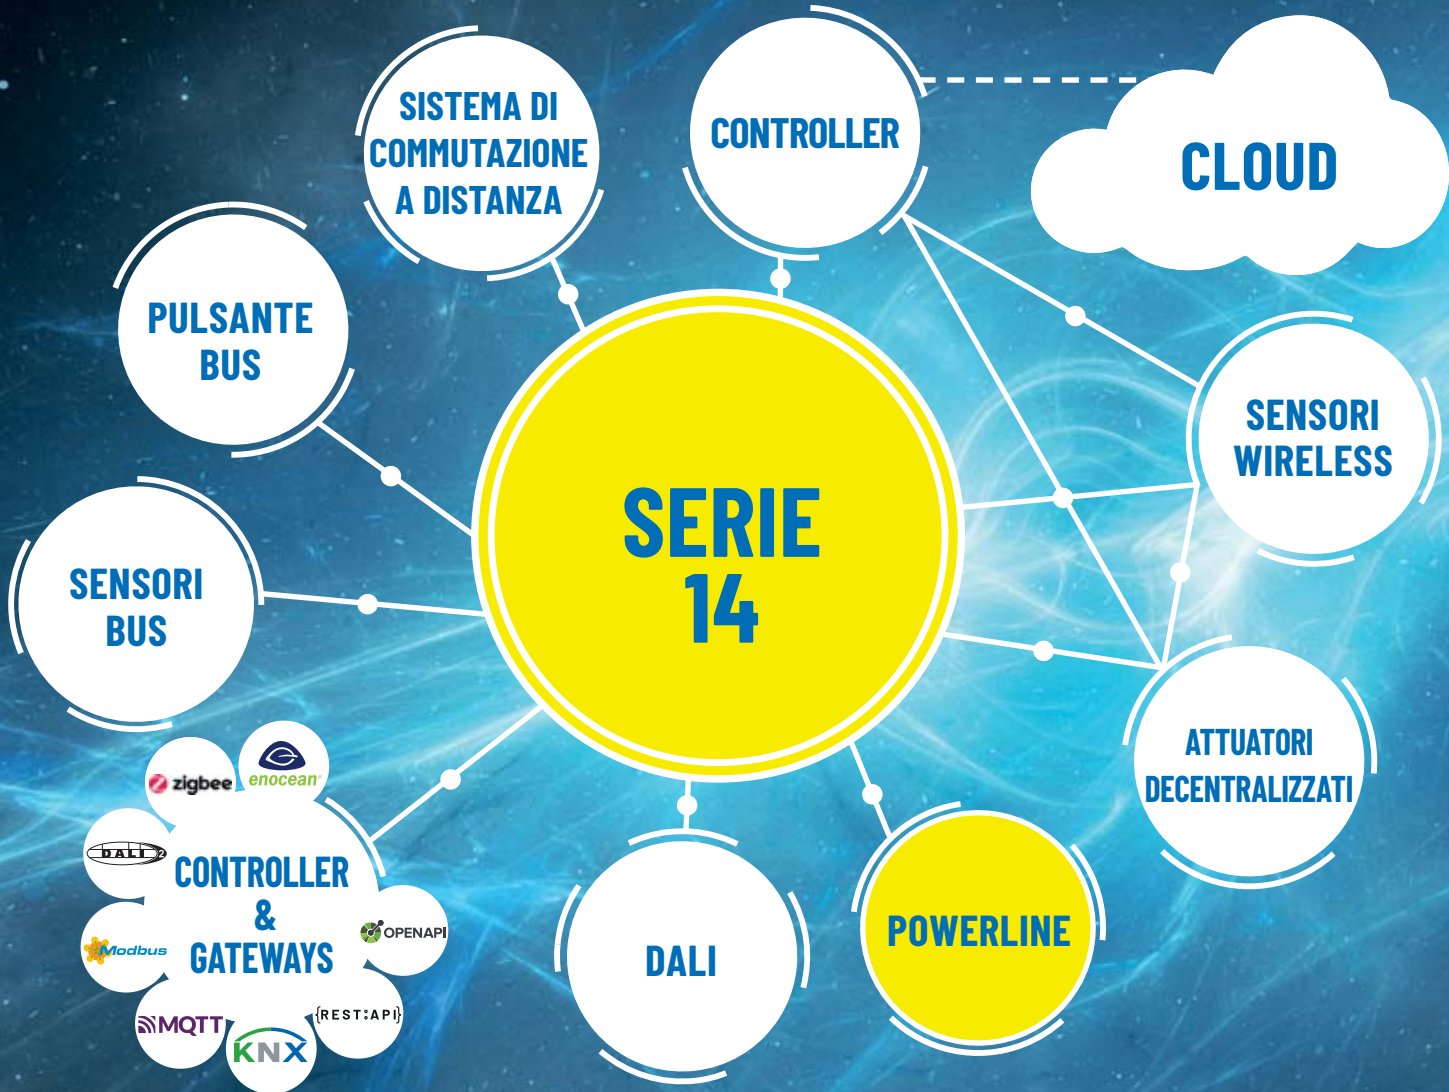 SISTEMA DI
COMMUTAZIONE
A DISTANZA
CONTROLLER
CLOUD
PULSANTE
BUS
SENSORI
WIRELESS
SERIE
14
SENSORI
BUS
ATTUATORI
DECENTRALIZZATI
zigbee
enocean®
DALI 2
CONTROLLER
&
GATEWAYS
Modbus
OPENAPI
MQTT
KNX
{REST:API}
DALI
POWERLINE